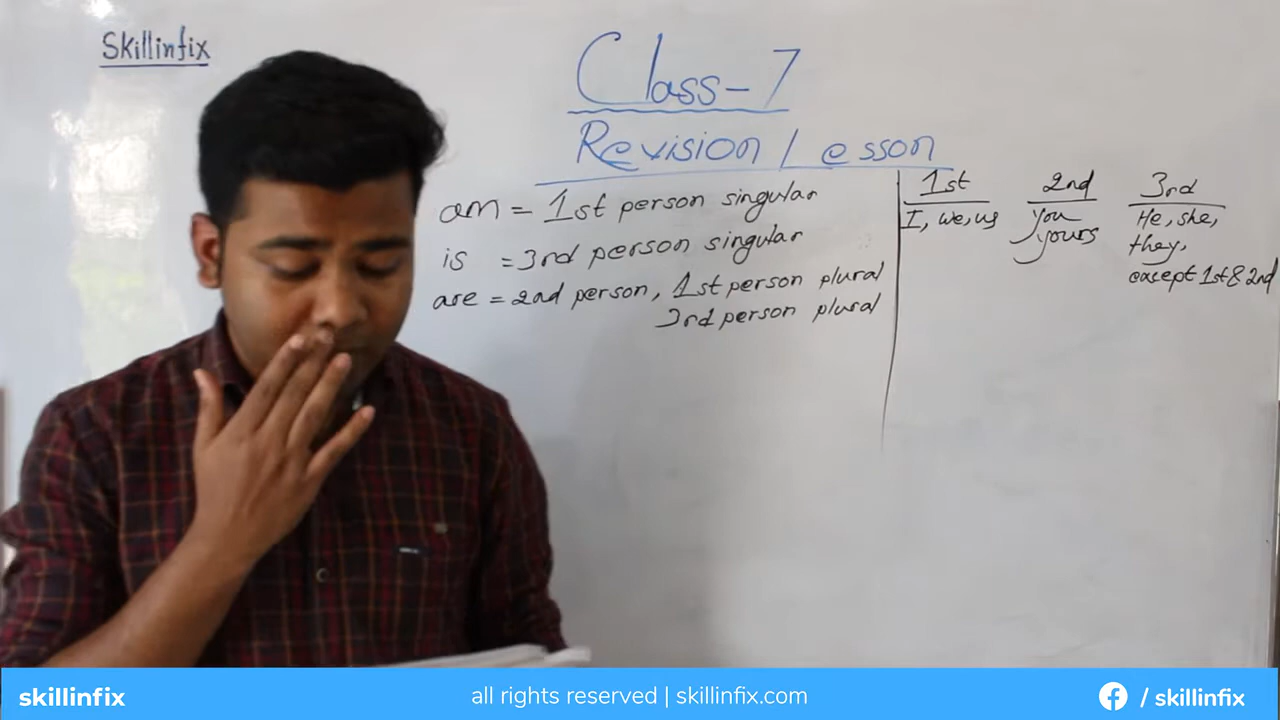 Skillinfix
Class-7
Revision Lesson
am = 1st person singular
is = 3rd person singular
are = 2nd person, 1st person plural
3rd person plural
1st
I, we, us
2nd
You
yours
3rd
He, she,
they,
except 1st & 2nd
skillinfix
all rights reserved | skillinfix.com
/ skillinfix